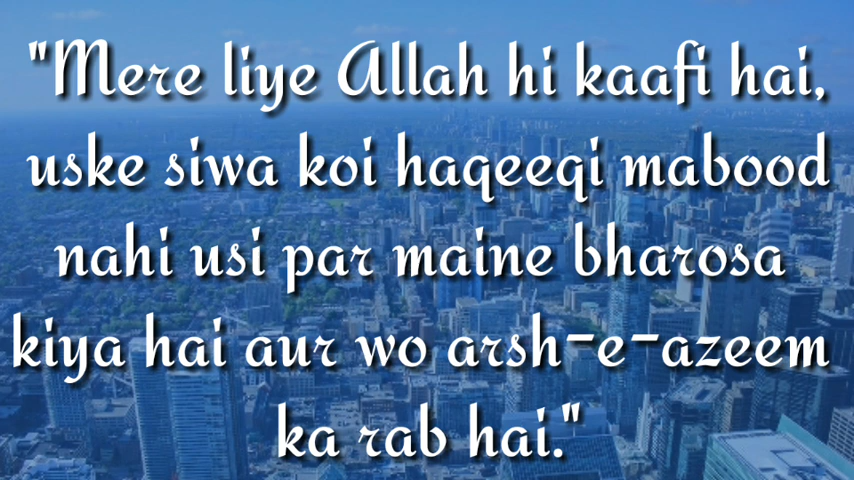 "Mere liye Allah hi kaafi hai,
uske siwa koi haqeeqi mabood
nahi usi par maine bharosa
kiya hai aur wo arsh-e-azeem
ka rab hai."